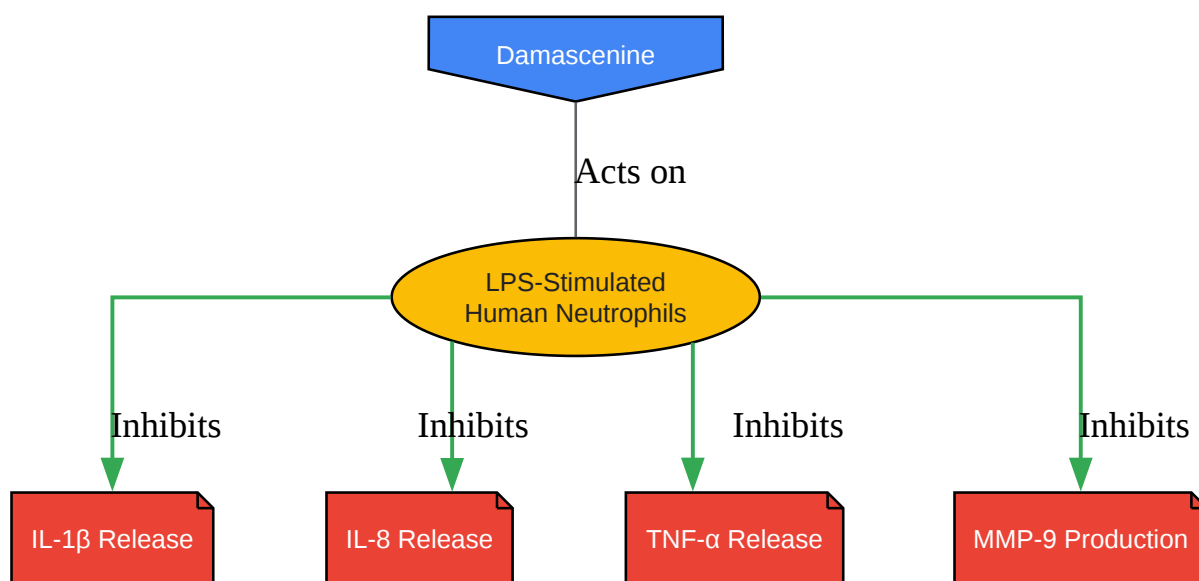 Damascenine
Acts on
LPS-Stimulated
Human Neutrophils
Inhibits
Inhibits
Inhibits
Inhibits
IL-1β Release
IL-8 Release
TNF-α Release
MMP-9 Production